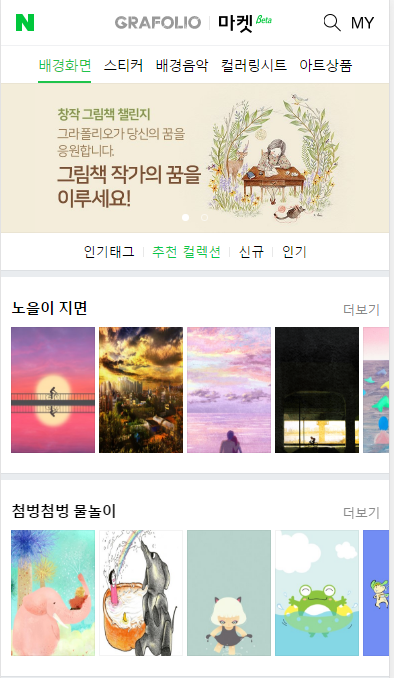 N GRAFOLIO 마켓 Beta MY
배경화면 스티커 배경음악 컬러링시트 아트상품
창작 그림책 챌린지
그라폴리오가 당신의 꿈을
응원합니다.
그림책 작가의 꿈을
이루세요!
인기태그 추천 컬렉션 신규 인기
노을이 지면 더보기
첨벙첨벙 물놀이 더보기